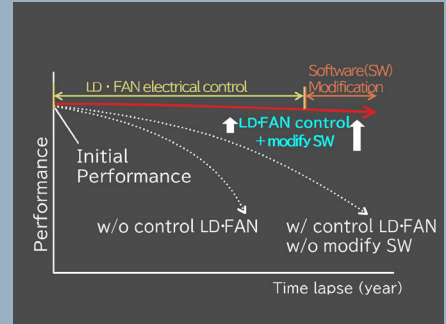 Software(SW)
LD・FAN electrical control
Modification
LD・FAN control
+ modify SW
Initial
Performance
w/o control LD・FAN
w/ control LD・FAN
w/o modify SW
Performance
Time lapse (year)